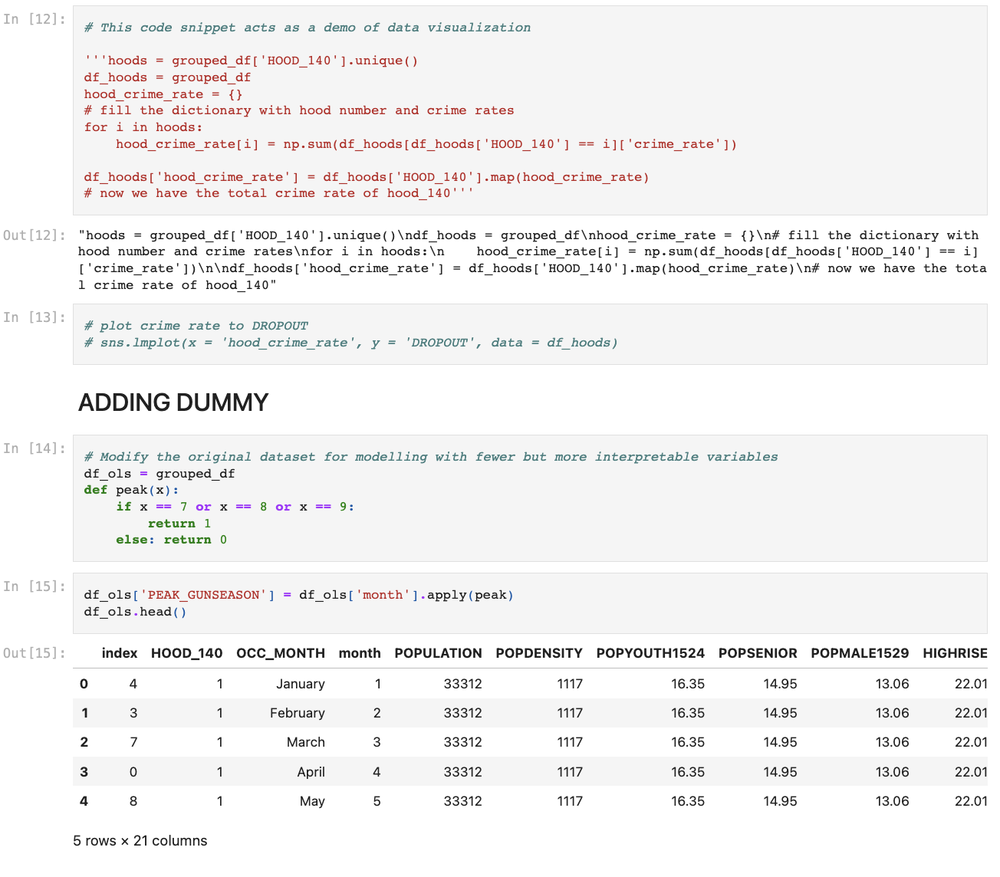 In [12]:
# This code snippet acts as a demo of data visualization
'''hoods = grouped_df['HOOD_140'].unique()
df_hoods = grouped_df
hood_crime_rate = {}
# fill the dictionary with hood number and crime rates
for i in hoods:
    hood_crime_rate[i] = np.sum(df_hoods[df_hoods['HOOD_140'] == i]['crime_rate'])
df_hoods['hood_crime_rate'] = df_hoods['HOOD_140'].map(hood_crime_rate)
# now we have the total crime rate of hood_140'''
Out[12]:
"hoods = grouped_df['HOOD_140'].unique()\ndf_hoods = grouped_df\nhood_crime_rate = {}\n# fill the dictionary with
hood number and crime rates\nfor i in hoods:\n    hood_crime_rate[i] = np.sum(df_hoods[df_hoods['HOOD_140'] == i]
['crime_rate'])\n\ndf_hoods['hood_crime_rate'] = df_hoods['HOOD_140'].map(hood_crime_rate)\n# now we have the tota
l crime rate of hood_140"
In [13]:
# plot crime rate to DROPOUT
# sns.lmplot(x = 'hood_crime_rate', y = 'DROPOUT', data = df_hoods)
ADDING DUMMY
In [14]:
# Modify the original dataset for modelling with fewer but more interpretable variables
df_ols = grouped_df
def peak(x):
    if x == 7 or x == 8 or x == 9:
        return 1
    else: return 0
In [15]:
df_ols['PEAK_GUNSEASON'] = df_ols['month'].apply(peak)
df_ols.head()
Out[15]:
index HOOD_140 OCC_MONTH month POPULATION POPDENSITY POPYOUTH1524 POPSENIOR POPMALE1529 HIGHRISE
0 4 1 January 1 33312 1117 16.35 14.95 13.06 22.01
1 3 1 February 2 33312 1117 16.35 14.95 13.06 22.01
2 7 1 March 3 33312 1117 16.35 14.95 13.06 22.01
3 0 1 April 4 33312 1117 16.35 14.95 13.06 22.01
4 8 1 May 5 33312 1117 16.35 14.95 13.06 22.01
5 rows × 21 columns